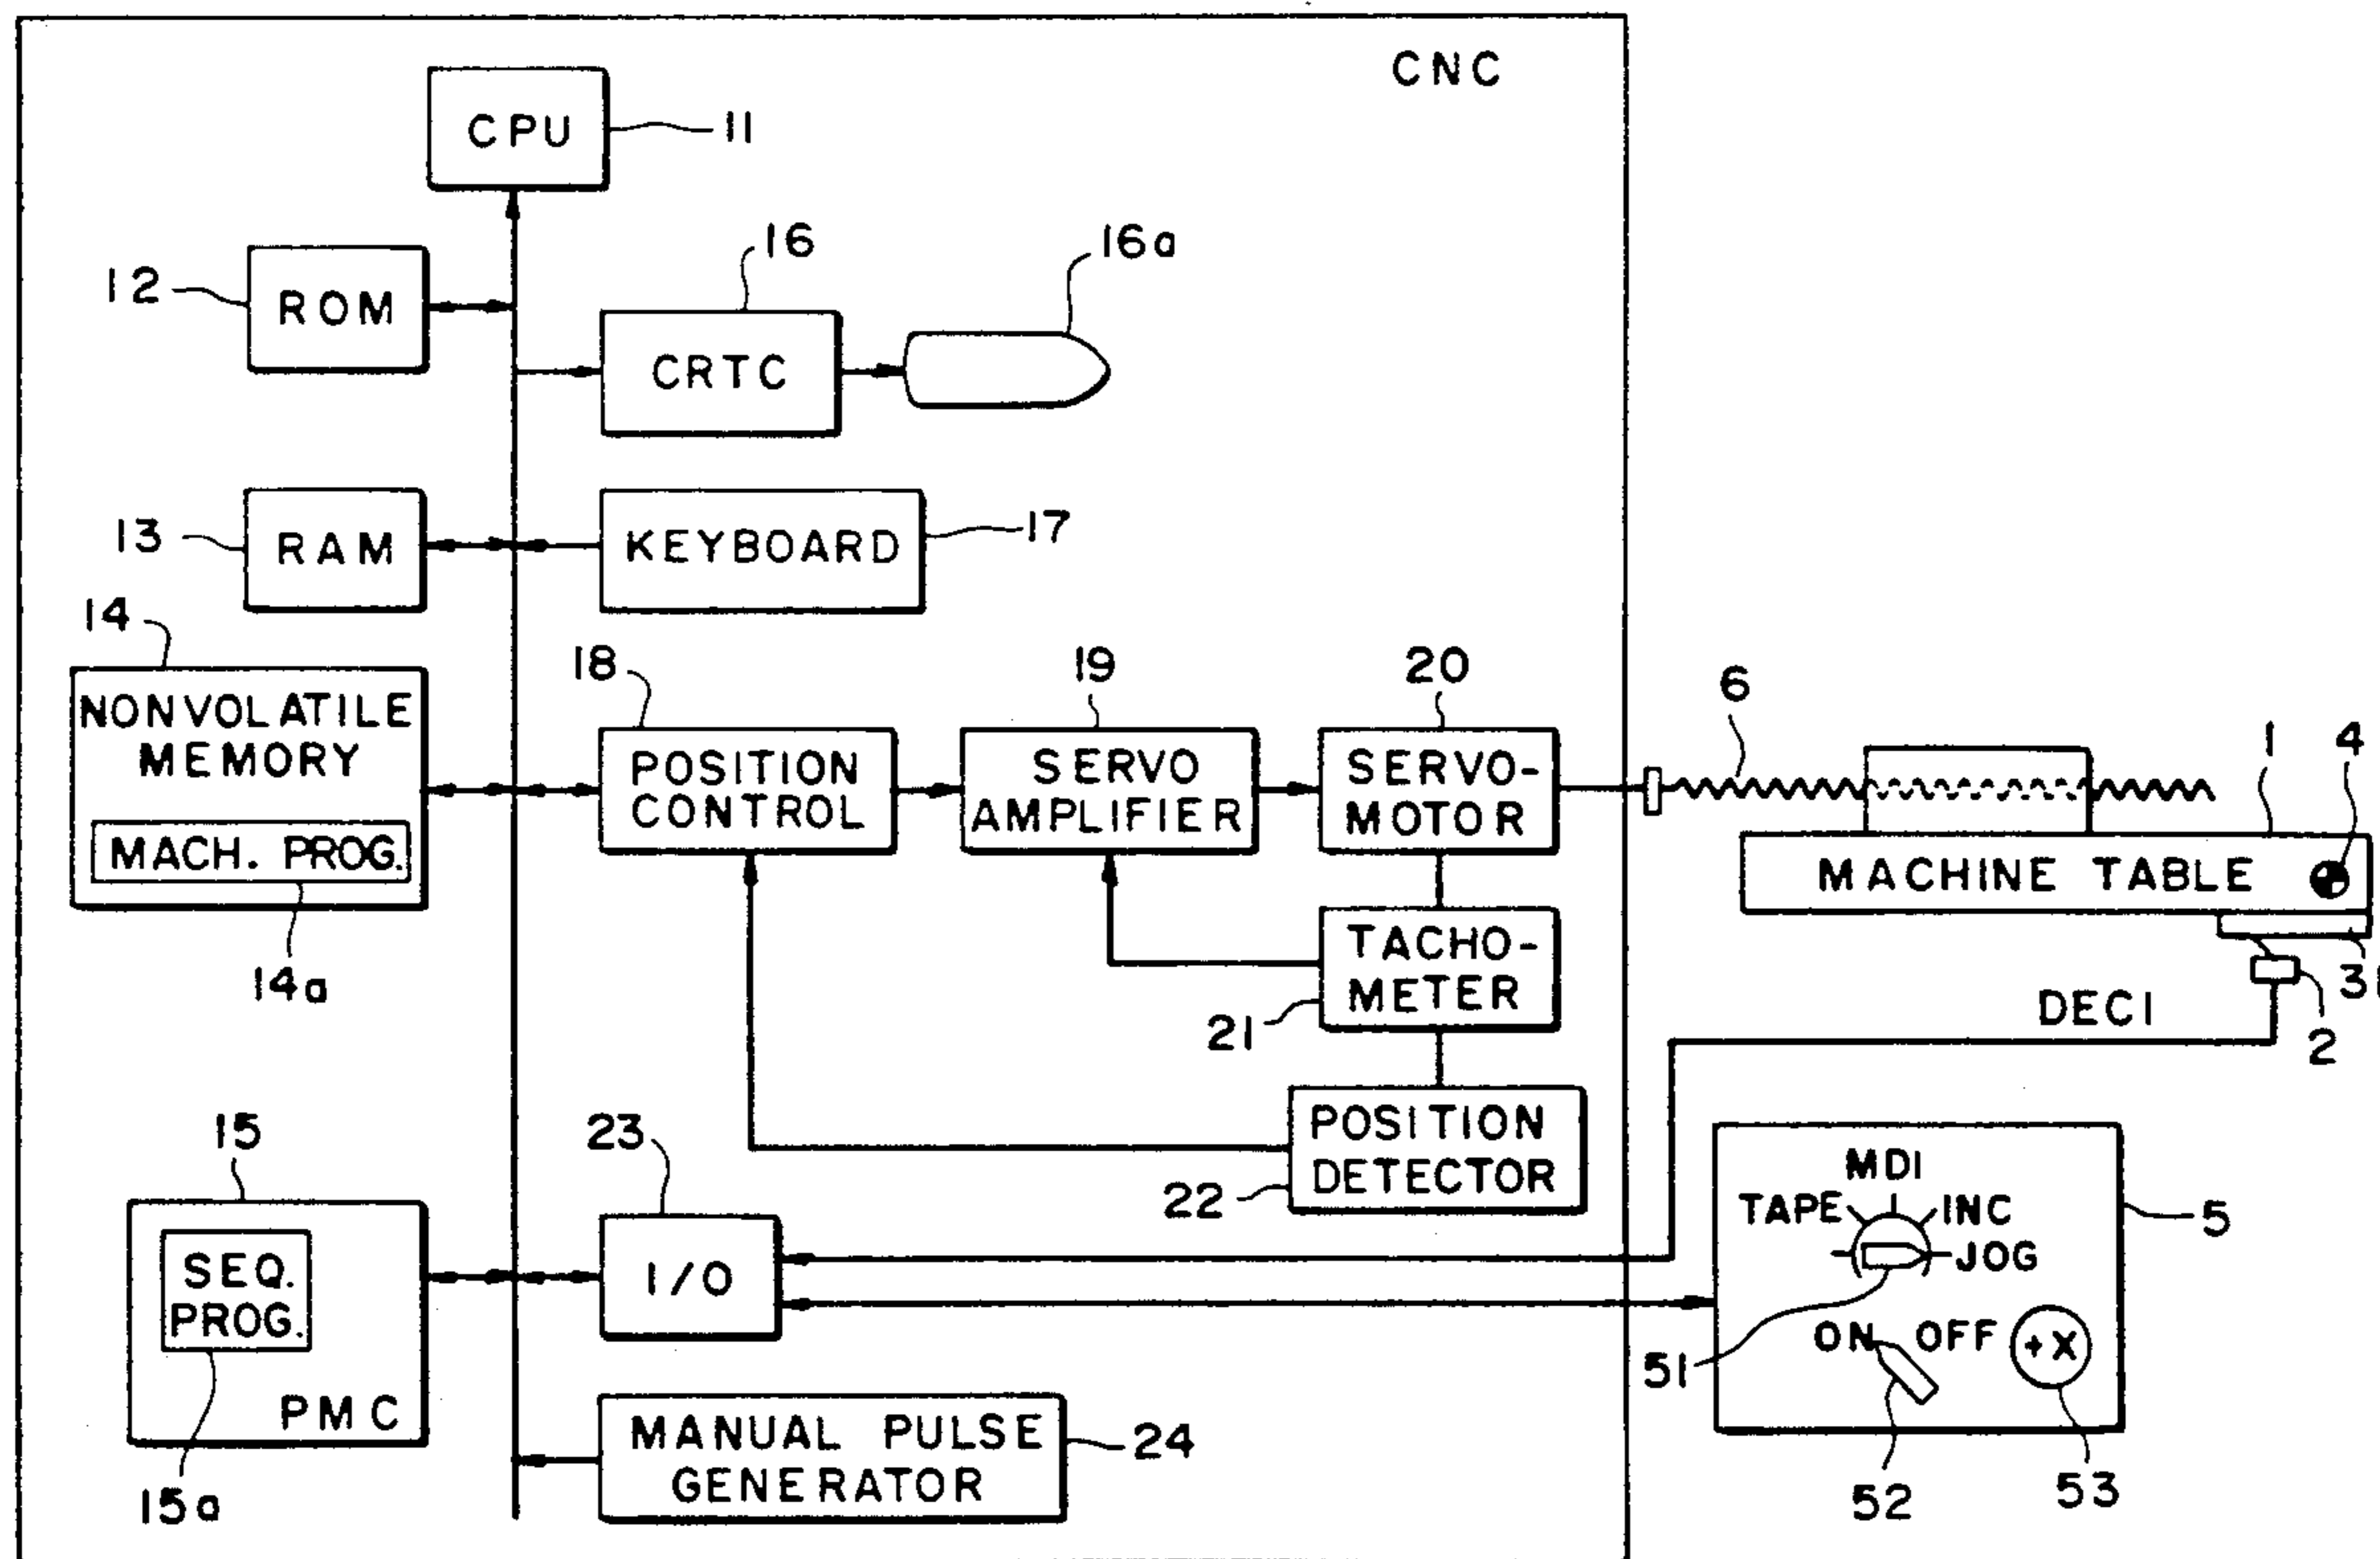 CNC
CPU
11
12
ROM
16
16a
CRTC
13
RAM
KEYBOARD
17
14
NONVOLATILE
MEMORY
MACH. PROG.
14a
18
POSITION
CONTROL
19
SERVO
AMPLIFIER
20
SERVO-
MOTOR
6
1
4
MACHINE TABLE
3
2
DEC1
TACHO-
METER
21
POSITION
DETECTOR
22
15
SEQ.
PROG.
PMC
15a
23
I/O
MANUAL PULSE
GENERATOR
24
MDI
TAPE
INC
JOG
5
51
ON OFF
+X
52
53